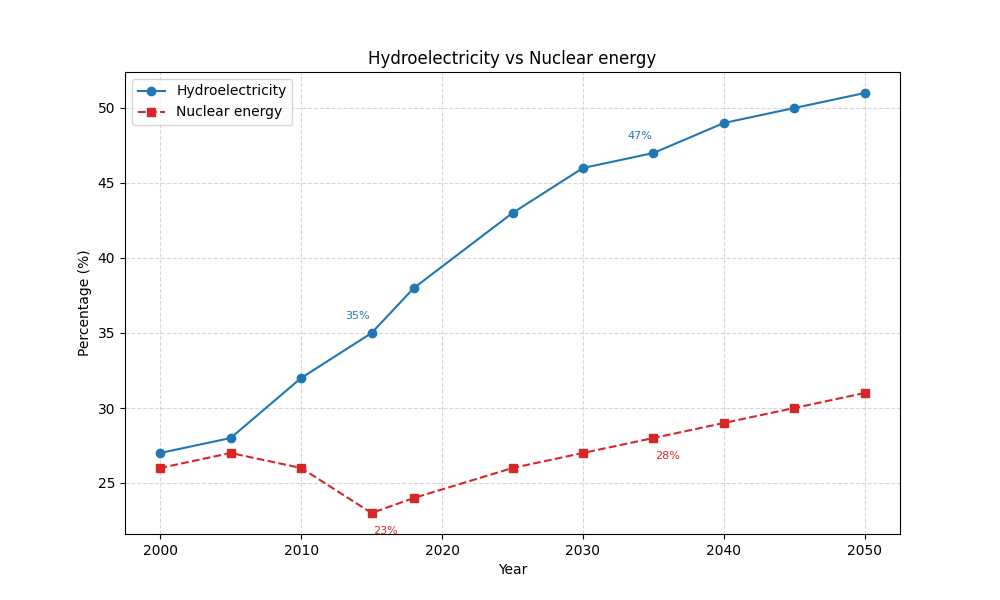 Hydroelectricity vs Nuclear energy
Hydroelectricity
Nuclear energy
Percentage (%)
50
45
40
35
30
25
47%
35%
28%
23%
2000 2010 2020 2030 2040 2050
Year